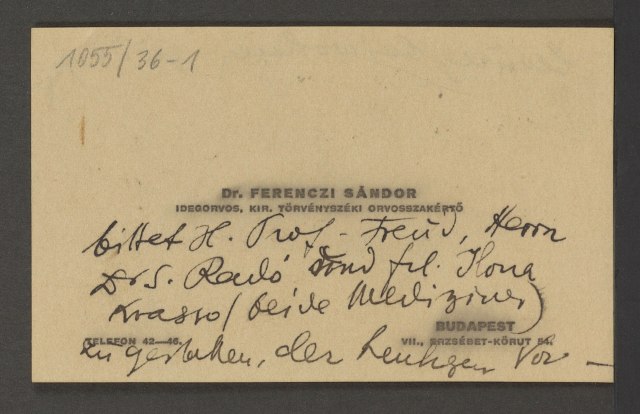 1055/36-1
Dr. FERENCZI SÁNDOR
IDEGORVOS, KIR. TÖRVÉNYSZÉKI ORVOSSZAKÉRTŐ
bittet H. Prof. Freud, Herrn
Dr S. Radó und frl. Ilona
Krasso (beide Mediziner)
BUDAPEST
TELEFON 42—46.
VII., ERZSÉBET-KÖRUT 54.
zu gestatten, der heutigen Vor—